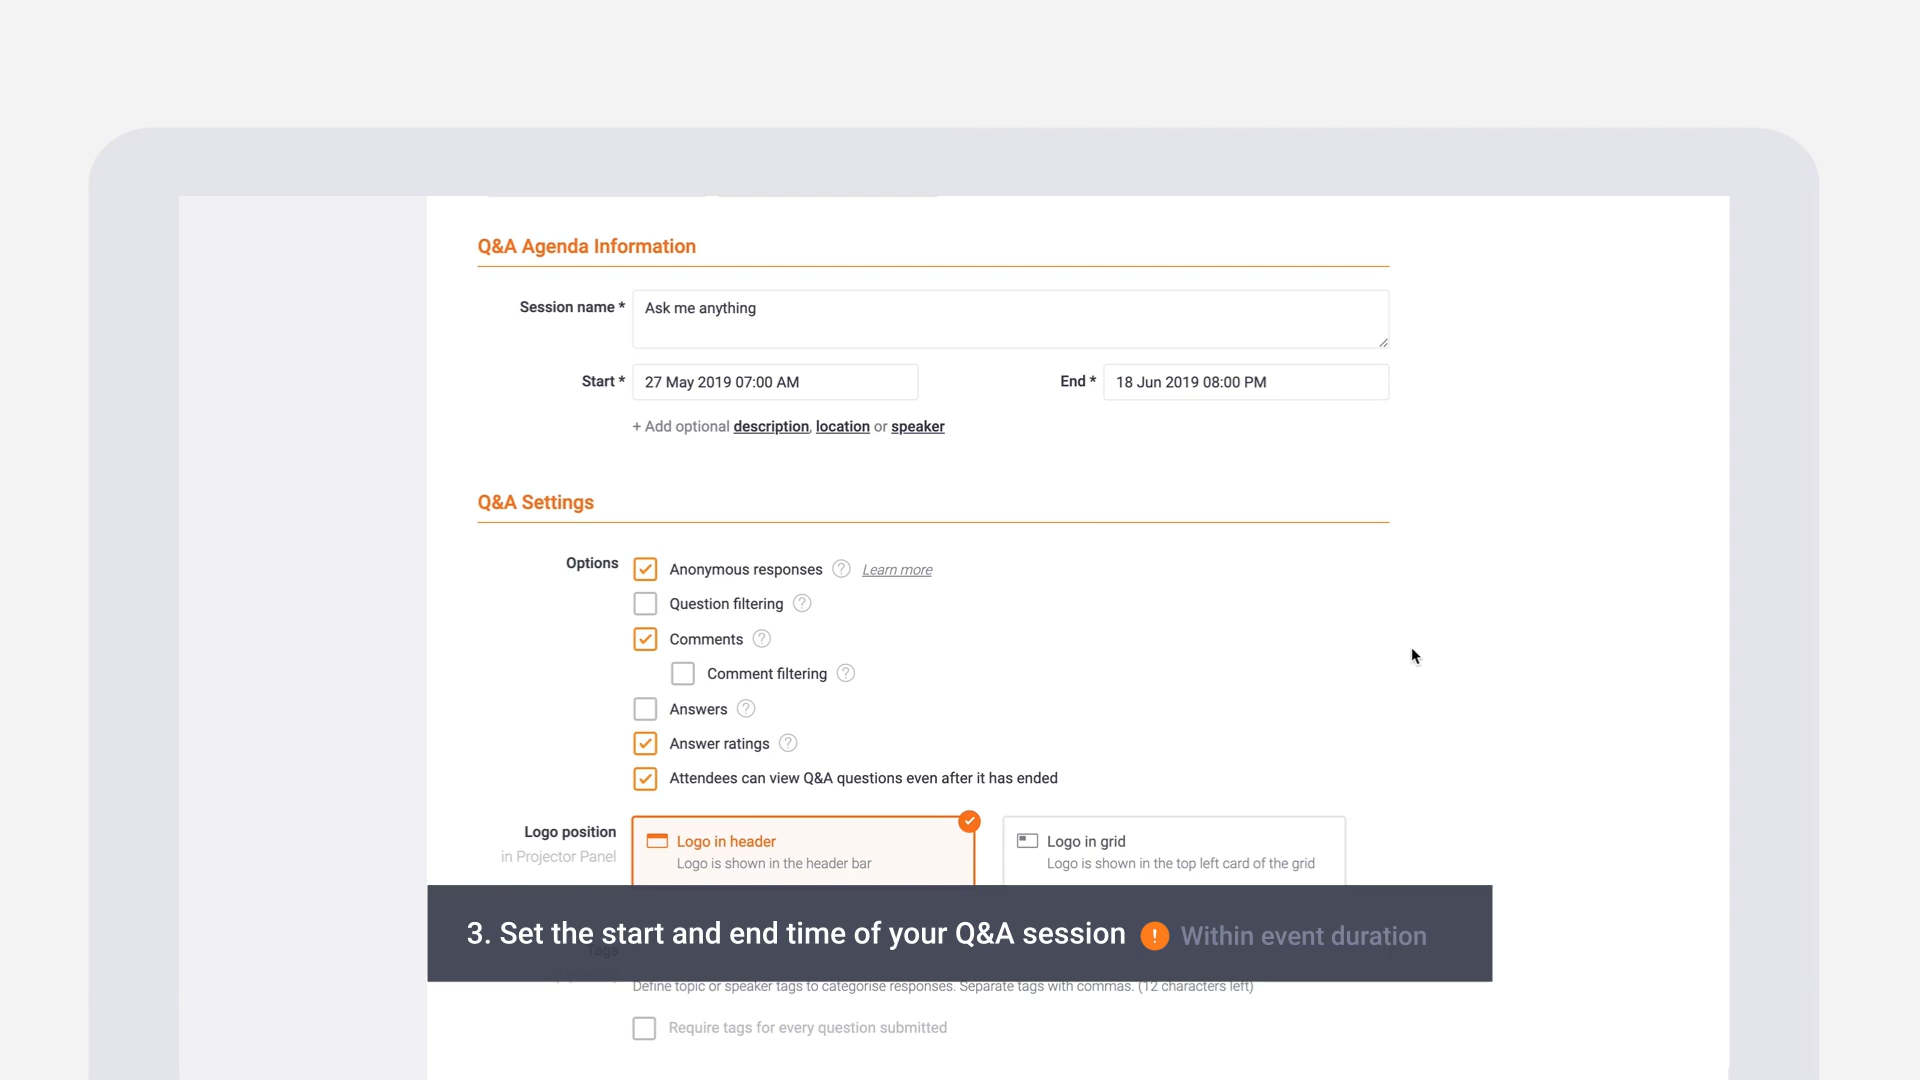 Q&A Agenda Information
Session name *
Ask me anything
Start *
27 May 2019 07:00 AM
End *
18 Jun 2019 08:00 PM
+ Add optional description, location or speaker
Q&A Settings
Options
Anonymous responses ? Learn more
Question filtering ?
Comments ?
Comment filtering ?
Answers ?
Answer ratings ?
Attendees can view Q&A questions even after it has ended
Logo position
in Projector Panel
Logo in header
Logo is shown in the header bar
Logo in grid
Logo is shown in the top left card of the grid
3. Set the start and end time of your Q&A session ! Within event duration
Tags
Define topic or speaker tags to categorise responses. Separate tags with commas. (12 characters left)
Require tags for every question submitted